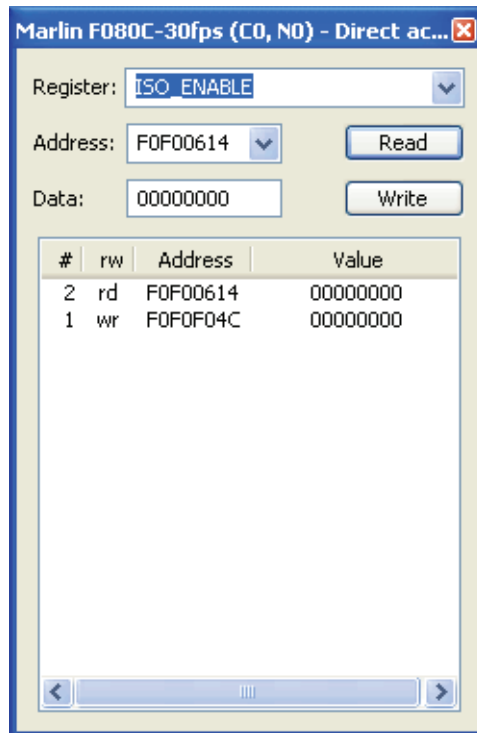 Marlin F080C-30fps (C0, N0) - Direct ac...
Register: ISO_ENABLE
Address: F0F00614 Read
Data: 00000000 Write
# rw Address Value
2 rd F0F00614 00000000
1 wr F0F0F04C 00000000